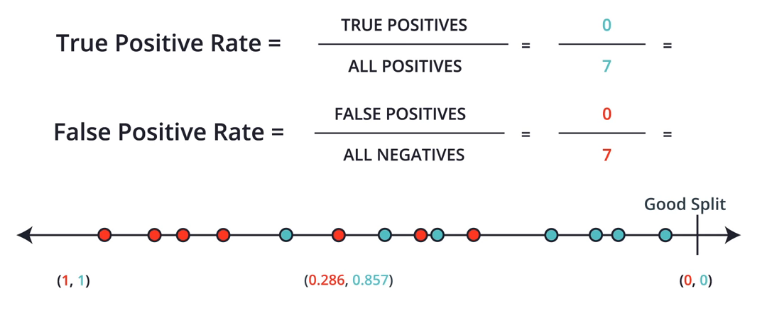 True Positive Rate = TRUE POSITIVES / ALL POSITIVES = 0 / 7 =
False Positive Rate = FALSE POSITIVES / ALL NEGATIVES = 0 / 7 =
Good Split
(1, 1) (0.286, 0.857) (0, 0)